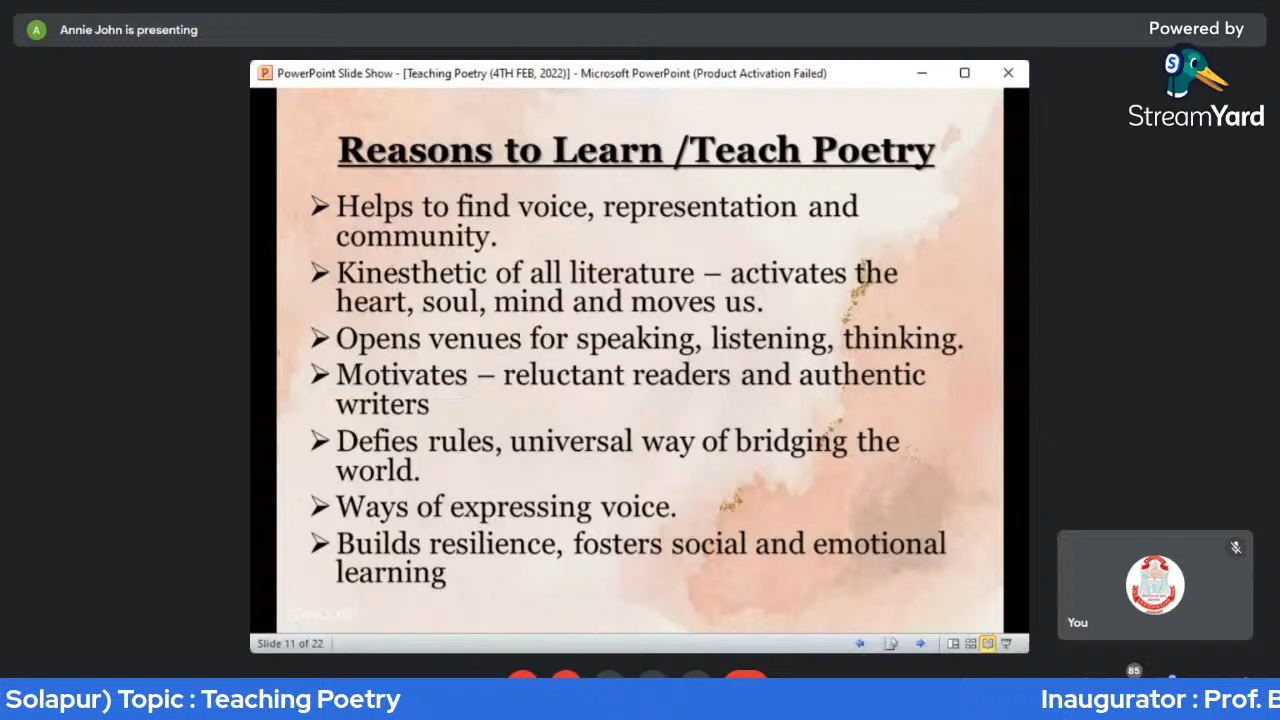 A
Annie John is presenting
Powered by
S
StreamYard
P
PowerPoint Slide Show - [Teaching Poetry (4TH FEB, 2022)] - Microsoft PowerPoint (Product Activation Failed)
Reasons to Learn /Teach Poetry
➢ Helps to find voice, representation and
community.
➢ Kinesthetic of all literature – activates the
heart, soul, mind and moves us.
➢ Opens venues for speaking, listening, thinking.
➢ Motivates – reluctant readers and authentic
writers
➢ Defies rules, universal way of bridging the
world.
➢ Ways of expressing voice.
➢ Builds resilience, fosters social and emotional
learning
Slide 11 of 22
You
85
Solapur) Topic : Teaching Poetry
Inaugurator : Prof.